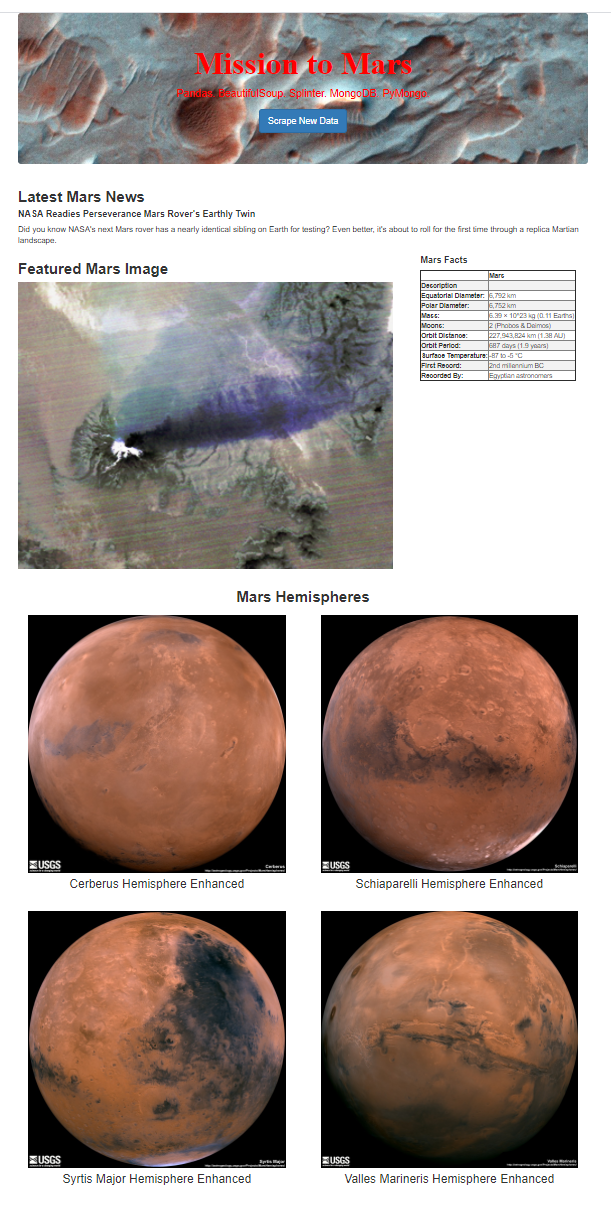 Mission to Mars
Pandas. BeautifulSoup. Splinter. MongoDB. PyMongo!
Scrape New Data
Latest Mars News
NASA Readies Perseverance Mars Rover's Earthly Twin
Did you know NASA's next Mars rover has a nearly identical sibling on Earth for testing? Even better, it's about to roll for the first time through a replica Martian
landscape.
Featured Mars Image
Mars Facts
Mars
Description
Equatorial Diameter: 6,792 km
Polar Diameter: 6,752 km
Mass: 6.39 × 10^23 kg (0.11 Earths)
Moons: 2 (Phobos & Deimos)
Orbit Distance: 227,943,824 km (1.38 AU)
Orbit Period: 687 days (1.9 years)
Surface Temperature: -87 to -5 °C
First Record: 2nd millennium BC
Recorded By: Egyptian astronomers
Mars Hemispheres
USGS
Cerberus
Cerberus Hemisphere Enhanced
USGS
Schiaparelli
Schiaparelli Hemisphere Enhanced
USGS
Syrtis Major
Syrtis Major Hemisphere Enhanced
USGS
Valles Marineris
Valles Marineris Hemisphere Enhanced